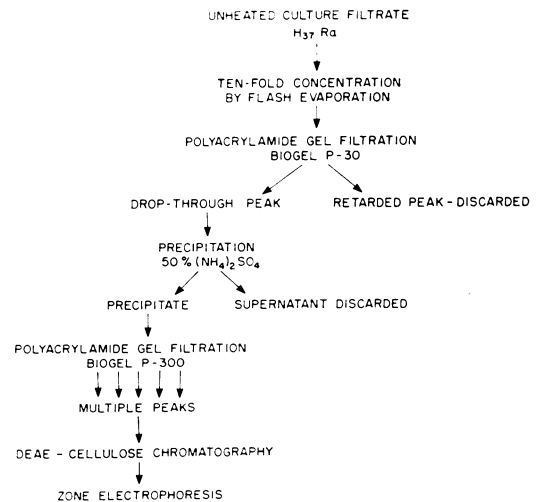 UNHEATED CULTURE FILTRATE
H₃₇ Ra
TEN-FOLD CONCENTRATION
BY FLASH EVAPORATION
POLYACRYLAMIDE GEL FILTRATION
BIOGEL P-30
DROP-THROUGH PEAK
RETARDED PEAK-DISCARDED
PRECIPITATION
50% (NH₄)₂SO₄
PRECIPITATE
SUPERNATANT DISCARDED
POLYACRYLAMIDE GEL FILTRATION
BIOGEL P-300
MULTIPLE PEAKS
DEAE - CELLULOSE CHROMATOGRAPHY
ZONE ELECTROPHORESIS